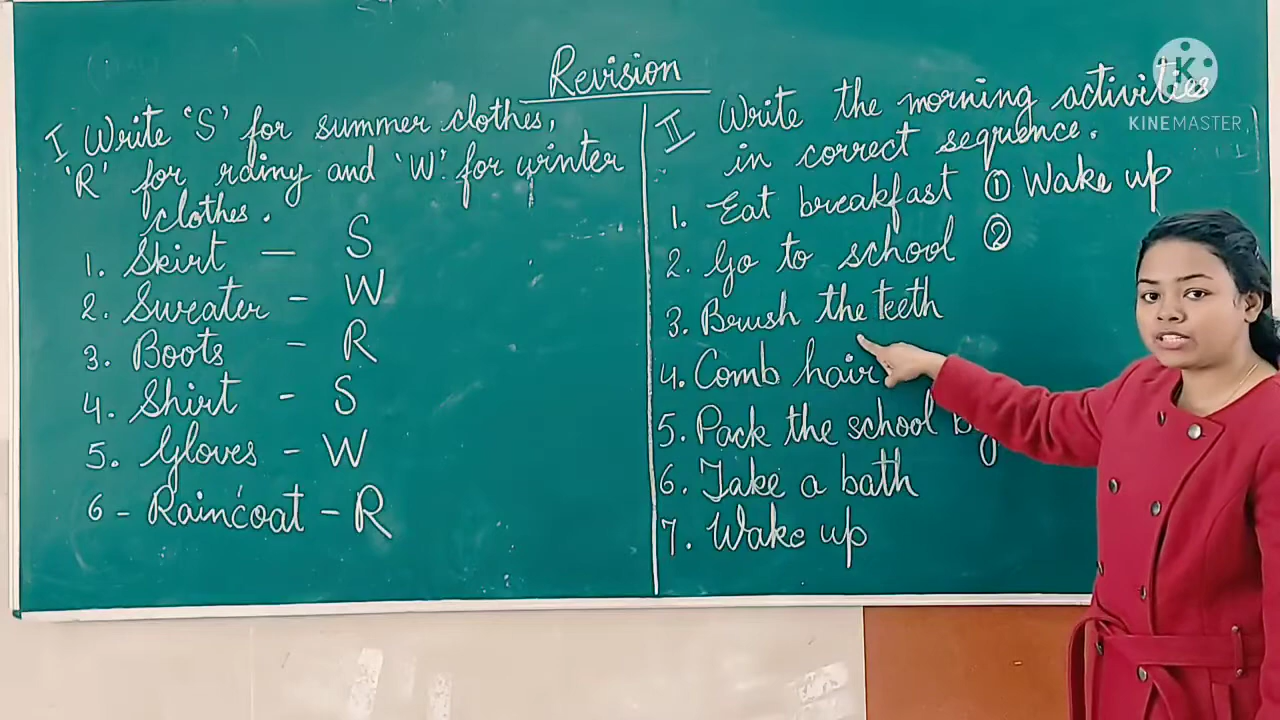 Revision
I Write 'S' for summer clothes,
'R' for rainy and 'W' for winter
clothes.
1. Skirt — S
2. Sweater - W
3. Boots - R
4. Shirt - S
5. Gloves - W
6 - Raincoat - R
II Write the morning activities
in correct sequence.
1. Eat breakfast ① Wake up
2. Go to school ②
3. Brush the teeth
4. Comb hair
5. Pack the school
6. Take a bath
7. Wake up
KINEMASTER